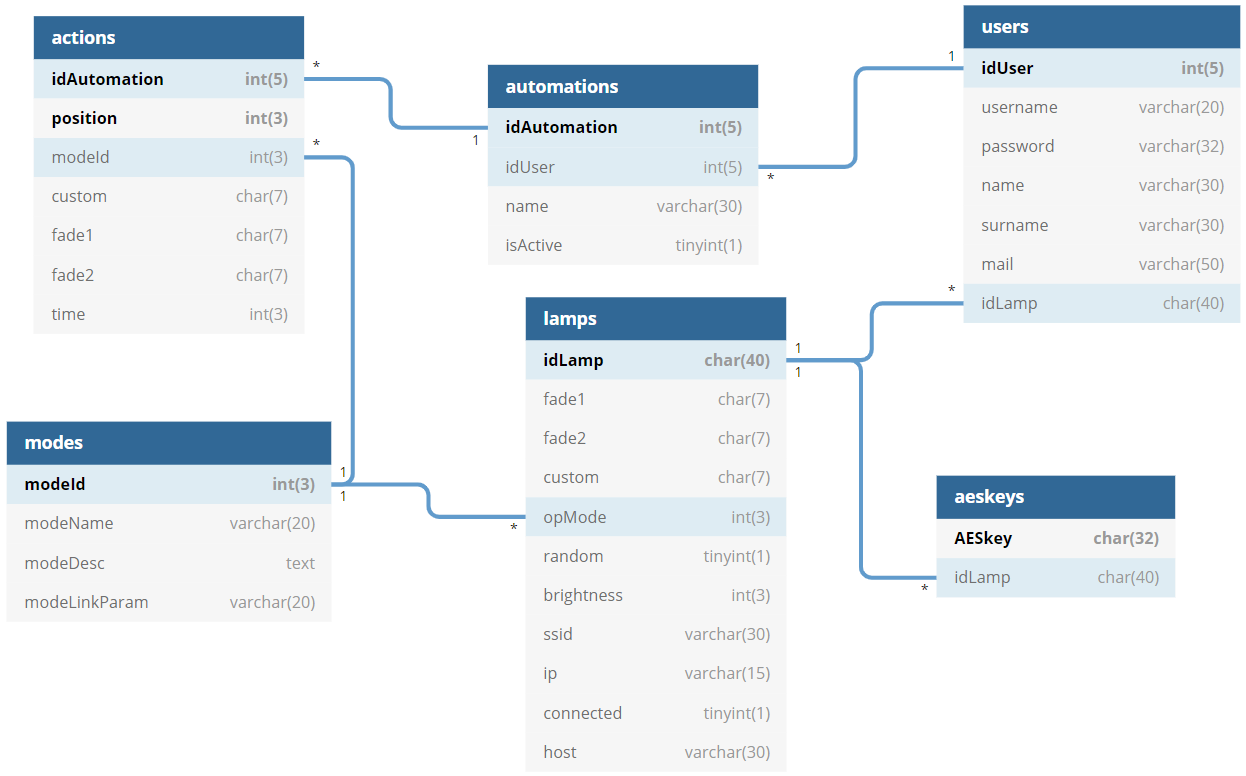 actions
idAutomation int(5)
position int(3)
modeId int(3)
custom char(7)
fade1 char(7)
fade2 char(7)
time int(3)
*
*
automations
idAutomation int(5)
idUser int(5)
name varchar(30)
isActive tinyint(1)
1
*
users
idUser int(5)
username varchar(20)
password varchar(32)
name varchar(30)
surname varchar(30)
mail varchar(50)
idLamp char(40)
1
*
lamps
idLamp char(40)
fade1 char(7)
fade2 char(7)
custom char(7)
opMode int(3)
random tinyint(1)
brightness int(3)
ssid varchar(30)
ip varchar(15)
connected tinyint(1)
host varchar(30)
1
1
*
modes
modeId int(3)
modeName varchar(20)
modeDesc text
modeLinkParam varchar(20)
1
1
aeskeys
AESkey char(32)
idLamp char(40)
*